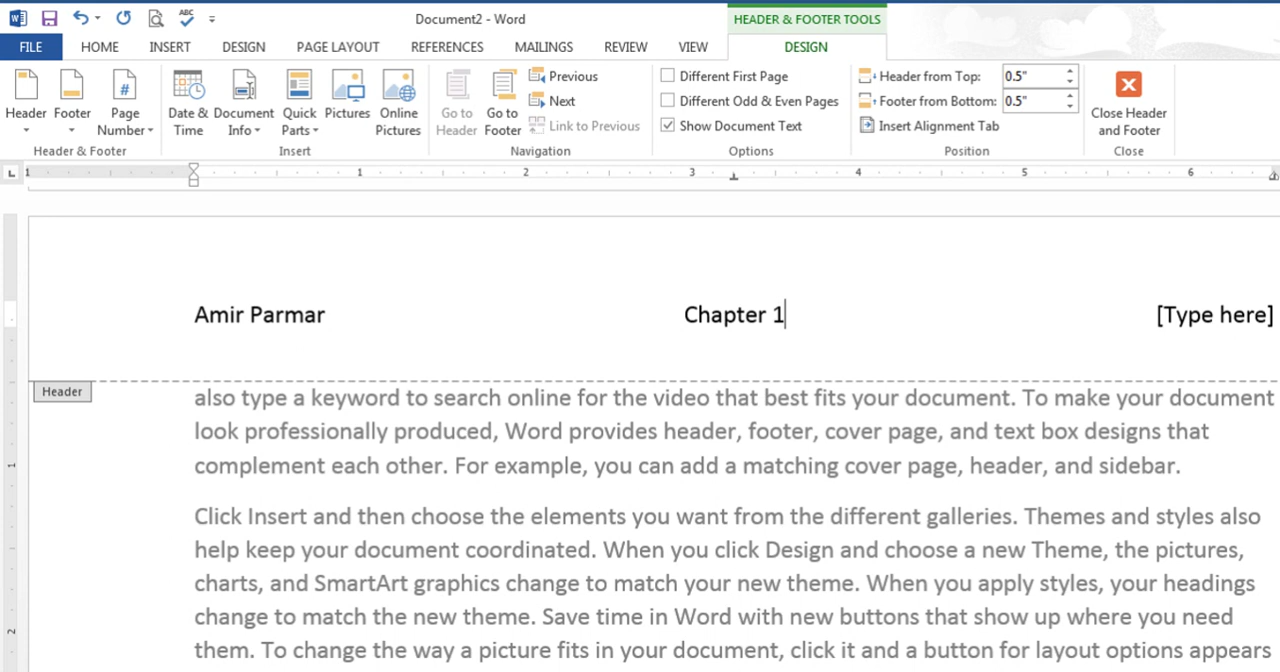 Document2 - Word
HEADER & FOOTER TOOLS
FILE HOME INSERT DESIGN PAGE LAYOUT REFERENCES MAILINGS REVIEW VIEW DESIGN
Header
Footer
Page
Number
Header & Footer
Date &
Time
Document
Info
Quick
Parts
Pictures
Online
Pictures
Insert
Go to
Header
Go to
Footer
Previous
Next
Link to Previous
Navigation
Different First Page
Different Odd & Even Pages
Show Document Text
Options
Header from Top: 0.5"
Footer from Bottom: 0.5"
Insert Alignment Tab
Position
Close Header
and Footer
Close
1 1 2 3 4 5 6
Amir Parmar Chapter 1 [Type here]
Header
also type a keyword to search online for the video that best fits your document. To make your document
look professionally produced, Word provides header, footer, cover page, and text box designs that
complement each other. For example, you can add a matching cover page, header, and sidebar.
Click Insert and then choose the elements you want from the different galleries. Themes and styles also
help keep your document coordinated. When you click Design and choose a new Theme, the pictures,
charts, and SmartArt graphics change to match your new theme. When you apply styles, your headings
change to match the new theme. Save time in Word with new buttons that show up where you need
them. To change the way a picture fits in your document, click it and a button for layout options appears
1
2